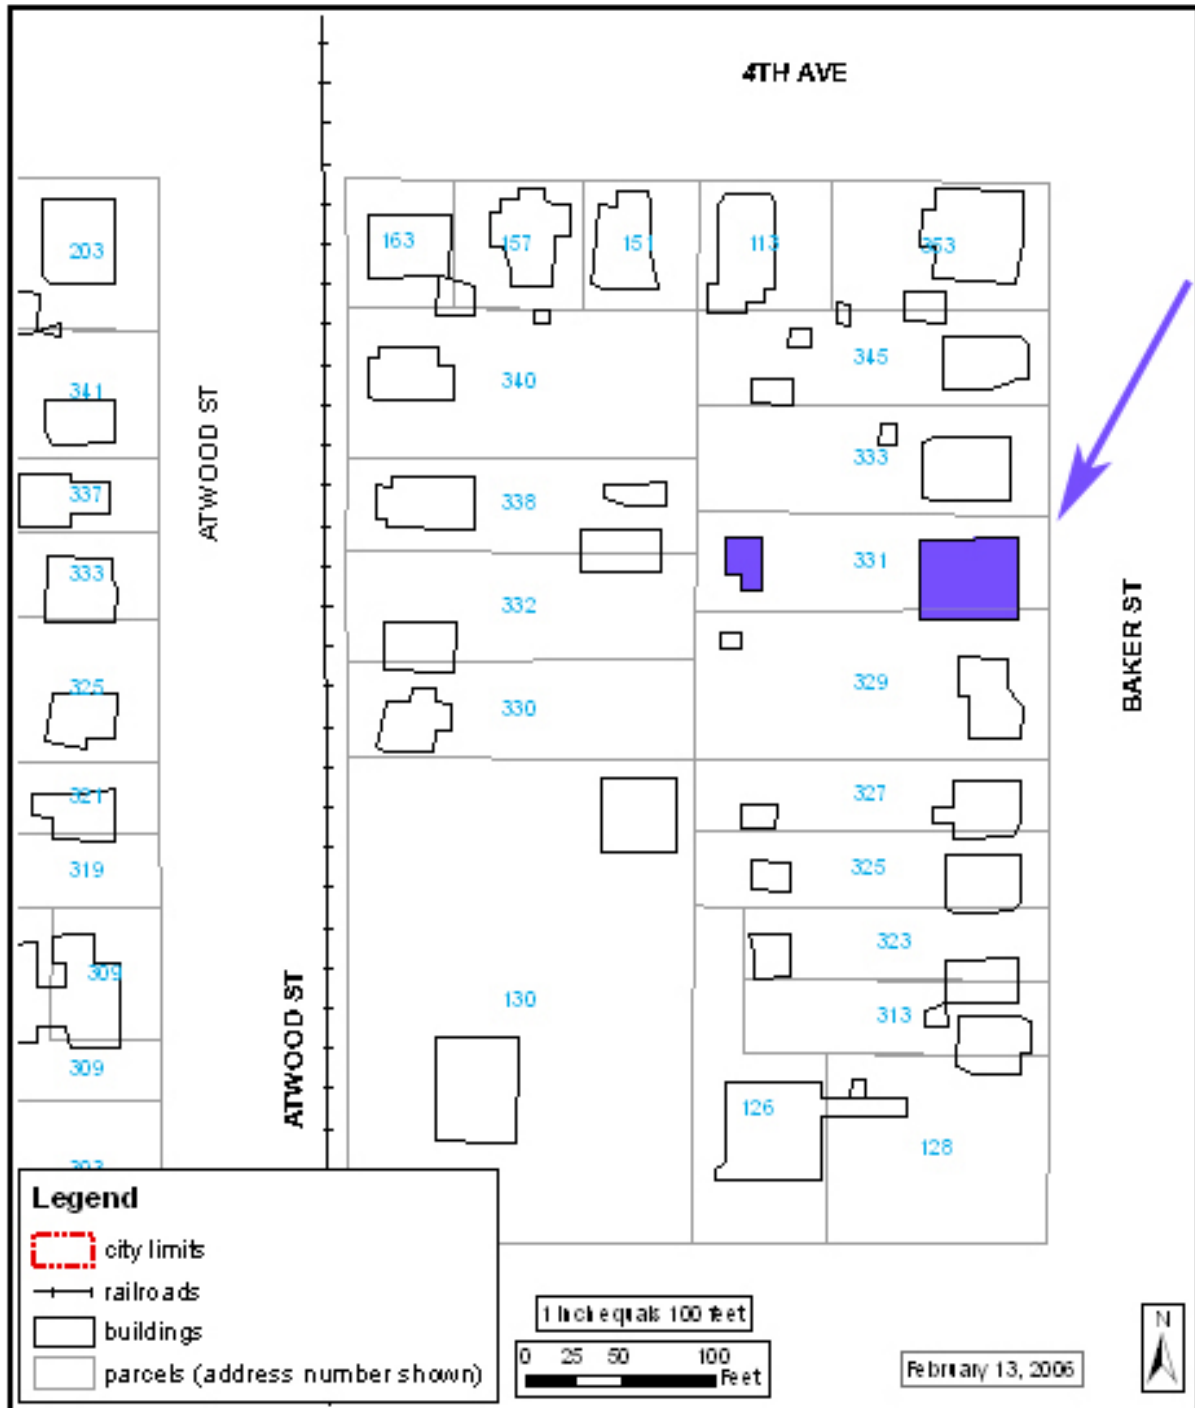 4TH AVE
203
163
157
151
113
353
341
340
345
ATWOOD ST
337
338
333
333
332
331
BAKER ST
325
330
329
321
327
319
325
309
323
ATWOOD ST
130
313
309
126
128
303
Legend
city limits
railroads
buildings
parcels (address number shown)
1 inch equals 100 feet
0 25 50 100
Feet
February 13, 2006
N